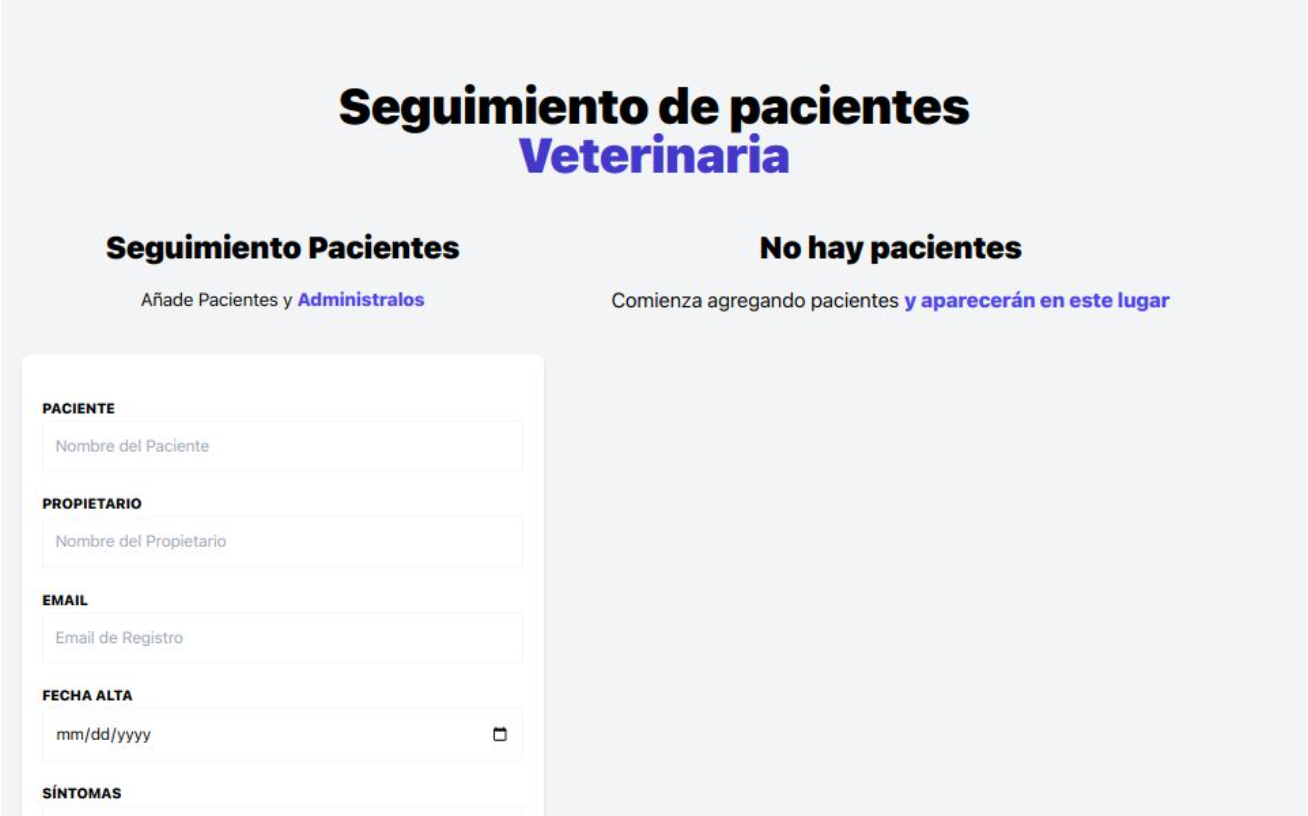 Seguimiento de pacientes
Veterinaria
Seguimiento Pacientes
Añade Pacientes y Administralos
No hay pacientes
Comienza agregando pacientes y aparecerán en este lugar
PACIENTE
Nombre del Paciente
PROPIETARIO
Nombre del Propietario
EMAIL
Email de Registro
FECHA ALTA
mm/dd/yyyy
SÍNTOMAS